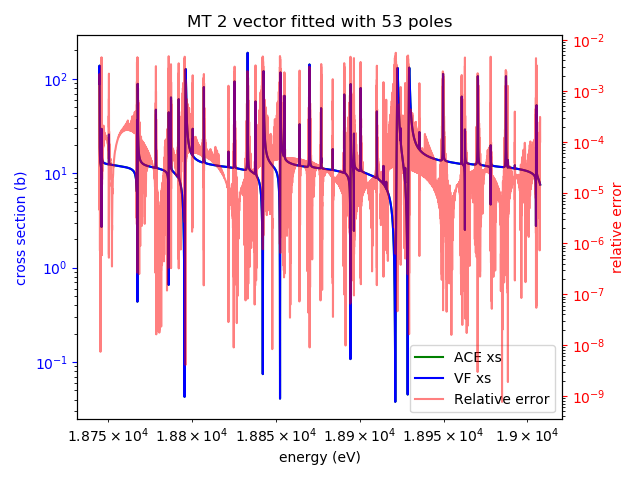 MT 2 vector fitted with 53 poles
cross section (b)
10² 10¹ 10⁰ 10⁻¹
10⁻² 10⁻³ 10⁻⁴ 10⁻⁵ 10⁻⁶ 10⁻⁷ 10⁻⁸ 10⁻⁹
relative error
ACE xs
VF xs
Relative error
1.875 × 10⁴ 1.88 × 10⁴ 1.885 × 10⁴ 1.89 × 10⁴ 1.895 × 10⁴ 1.9 × 10⁴
energy (eV)